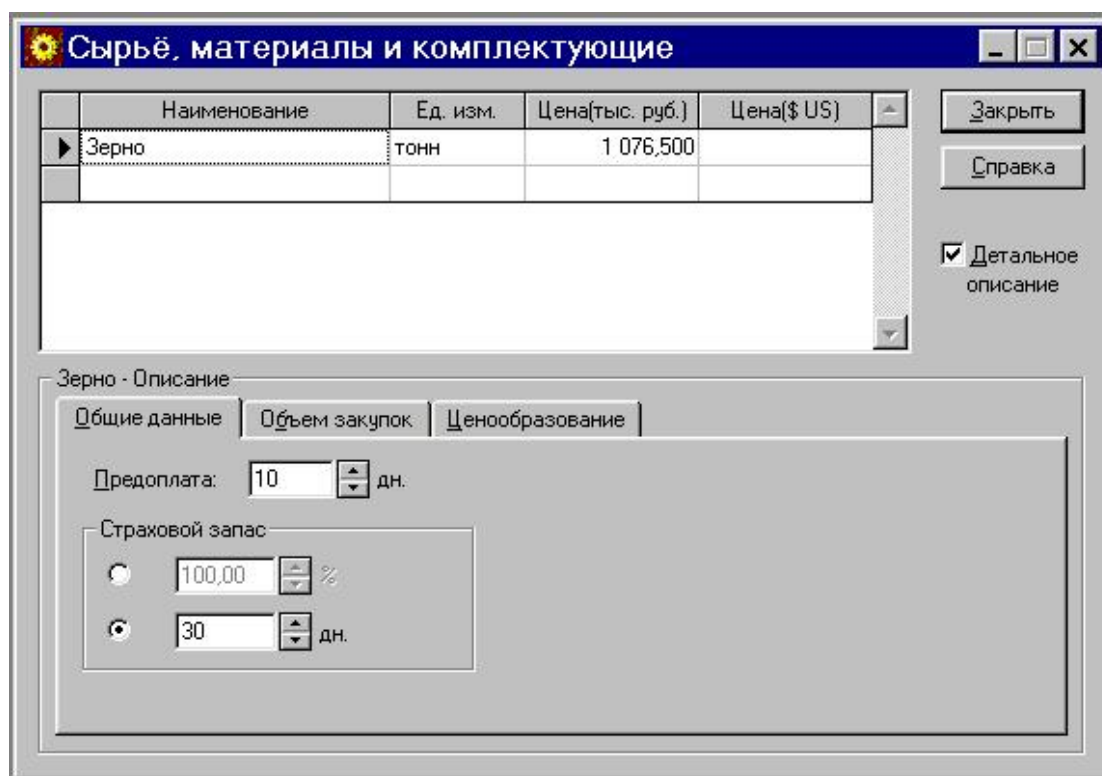 Сырьё, материалы и комплектующие
Наименование Ед. изм. Цена(тыс. руб.) Цена($ US)
Зерно тонн 1 076,500
Закрыть
Справка
Детальное
описание
Зерно - Описание
Общие данные Объем закупок Ценообразование
Предоплата: 10 дн.
Страховой запас
100,00 %
30 дн.